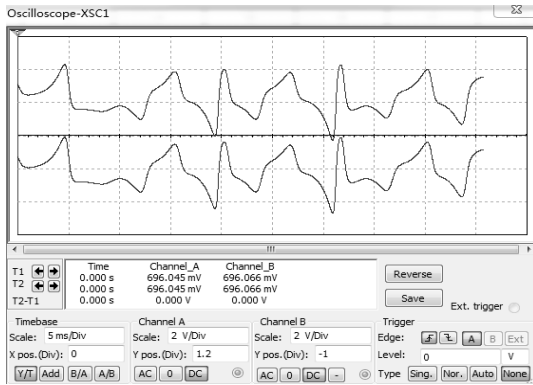 Oscilloscope-XSC1
Time Channel_A Channel_B
T1 0.000 s 696.045 mV 696.066 mV
T2 0.000 s 696.045 mV 696.066 mV
T2-T1 0.000 s 0.000 V 0.000 V
Reverse
Save
Ext. trigger
Timebase Channel A Channel B Trigger
Scale: 5 ms/Div Scale: 2 V/Div Scale: 2 V/Div Edge: A B Ext
X pos.(Div): 0 Y pos.(Div): 1.2 Y pos.(Div): -1 Level: 0 V
Y/T Add B/A A/B AC 0 DC AC 0 DC - Type Sing. Nor. Auto None